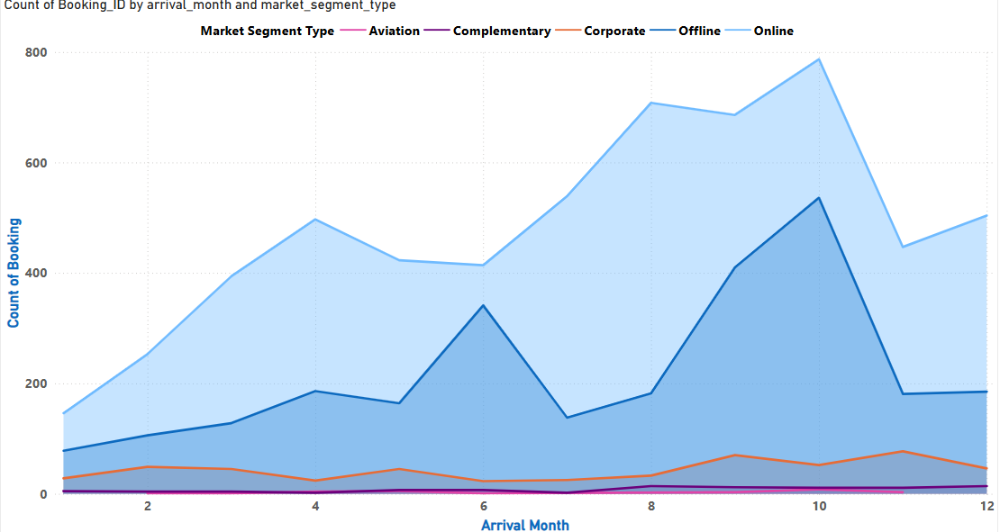 Count of Booking_ID by arrival_month and market_segment_type
Market Segment Type Aviation Complementary Corporate Offline Online
800
600
400
200
0
Count of Booking
2 4 6 8 10 12
Arrival Month